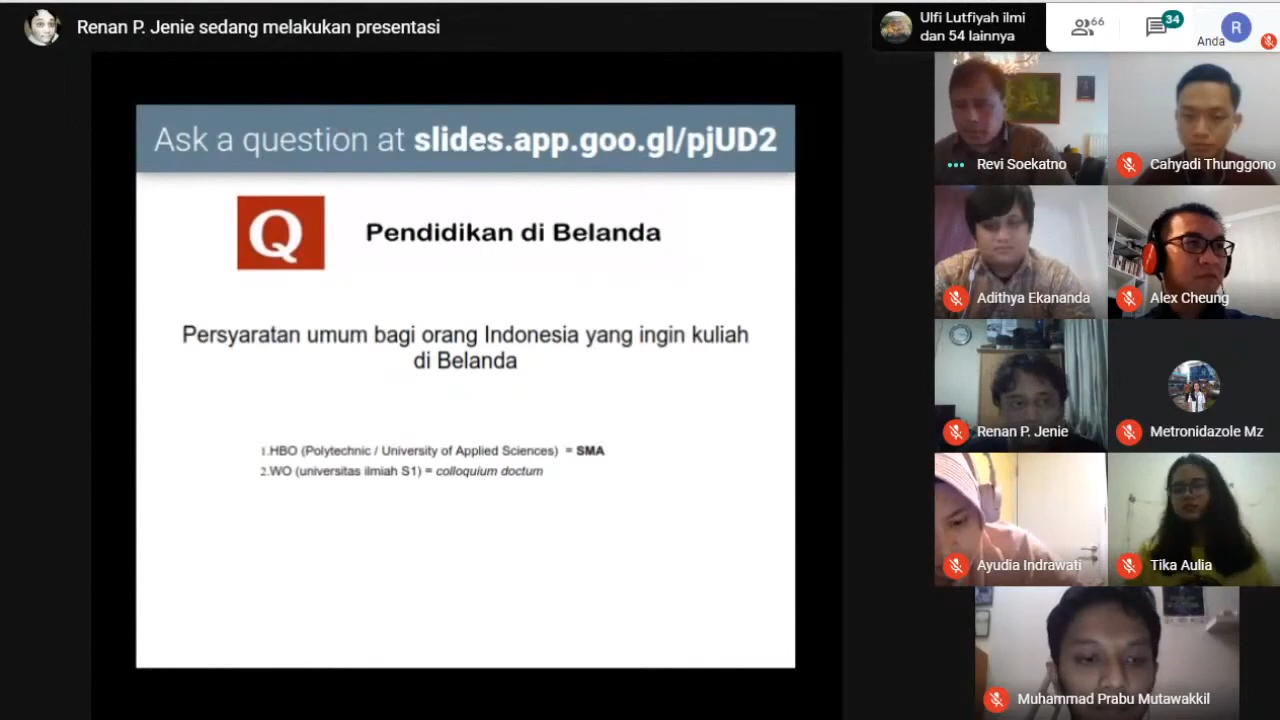 Renan P. Jenie sedang melakukan presentasi
Ulfi Lutfiyah ilmi
dan 54 lainnya
66
34
Anda
R
Ask a question at slides.app.goo.gl/pjUD2
Q
Pendidikan di Belanda
Persyaratan umum bagi orang Indonesia yang ingin kuliah
di Belanda
1.HBO (Polytechnic / University of Applied Sciences) = SMA
2.WO (universitas ilmiah S1) = colloquium doctum
Revi Soekatno
Cahyadi Thunggono
Adithya Ekananda
Alex Cheung
Renan P. Jenie
Metronidazole Mz
Ayudia Indrawati
Tika Aulia
Muhammad Prabu Mutawakkil